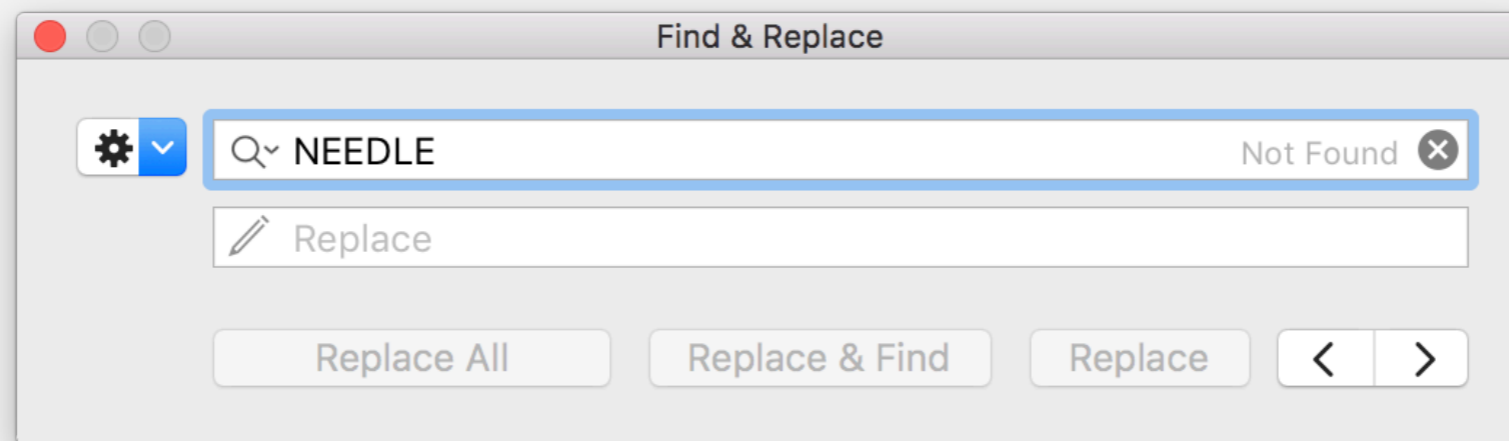 Find & Replace
NEEDLE Not Found
Replace
Replace All Replace & Find Replace